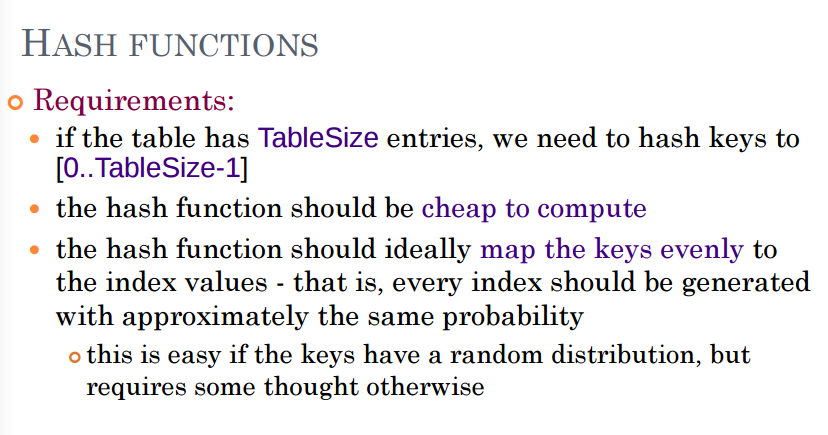 HASH FUNCTIONS
Requirements:
if the table has TableSize entries, we need to hash keys to
[0..TableSize-1]
the hash function should be cheap to compute
the hash function should ideally map the keys evenly to
the index values - that is, every index should be generated
with approximately the same probability
this is easy if the keys have a random distribution, but
requires some thought otherwise